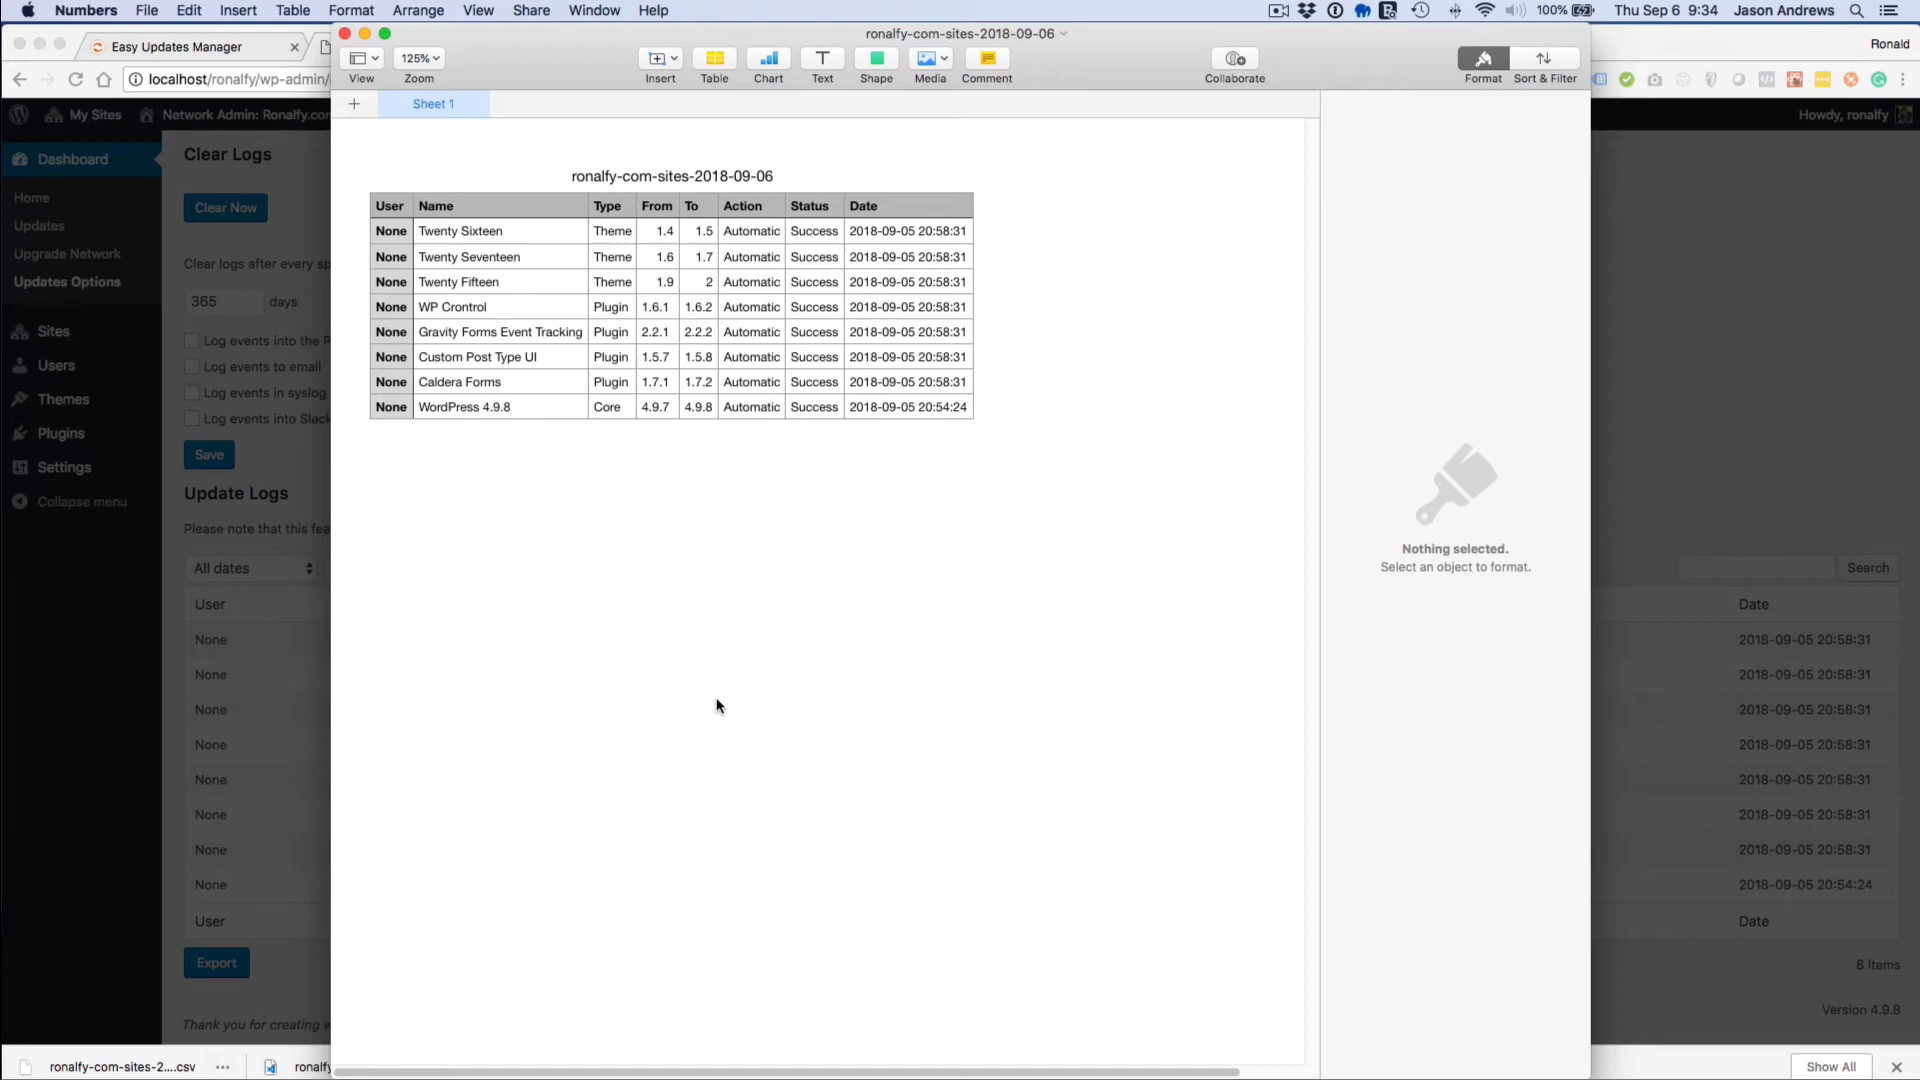 Numbers File Edit Insert Table Format Arrange View Share Window Help
100% Thu Sep 6 9:34 Jason Andrews
Easy Updates Manager
Ronald
localhost/ronalfy/wp-admin/
ronalfy-com-sites-2018-09-06
125%
View Zoom Insert Table Chart Text Shape Media Comment Collaborate Format Sort & Filter
Sheet 1
My Sites Network Admin: Ronalfy.com
Howdy, ronalfy
Dashboard
Home
Updates
Upgrade Network
Updates Options
Sites
Users
Themes
Plugins
Settings
Collapse menu
Clear Logs
Clear Now
Clear logs after every sp
365 days
Log events into the P
Log events to email
Log events in syslog
Log events into Slack
Save
Update Logs
Please note that this fea
All dates
User
None
None
None
None
None
None
None
None
User
Export
Thank you for creating w
ronalfy-com-sites-2018-09-06
User Name Type From To Action Status Date
None Twenty Sixteen Theme 1.4 1.5 Automatic Success 2018-09-05 20:58:31
None Twenty Seventeen Theme 1.6 1.7 Automatic Success 2018-09-05 20:58:31
None Twenty Fifteen Theme 1.9 2 Automatic Success 2018-09-05 20:58:31
None WP Crontrol Plugin 1.6.1 1.6.2 Automatic Success 2018-09-05 20:58:31
None Gravity Forms Event Tracking Plugin 2.2.1 2.2.2 Automatic Success 2018-09-05 20:58:31
None Custom Post Type UI Plugin 1.5.7 1.5.8 Automatic Success 2018-09-05 20:58:31
None Caldera Forms Plugin 1.7.1 1.7.2 Automatic Success 2018-09-05 20:58:31
None WordPress 4.9.8 Core 4.9.7 4.9.8 Automatic Success 2018-09-05 20:54:24
Nothing selected.
Select an object to format.
Search
Date
2018-09-05 20:58:31
2018-09-05 20:58:31
2018-09-05 20:58:31
2018-09-05 20:58:31
2018-09-05 20:58:31
2018-09-05 20:58:31
2018-09-05 20:58:31
2018-09-05 20:54:24
Date
8 items
Version 4.9.8
ronalfy-com-sites-2....csv
ronalfy
Show All